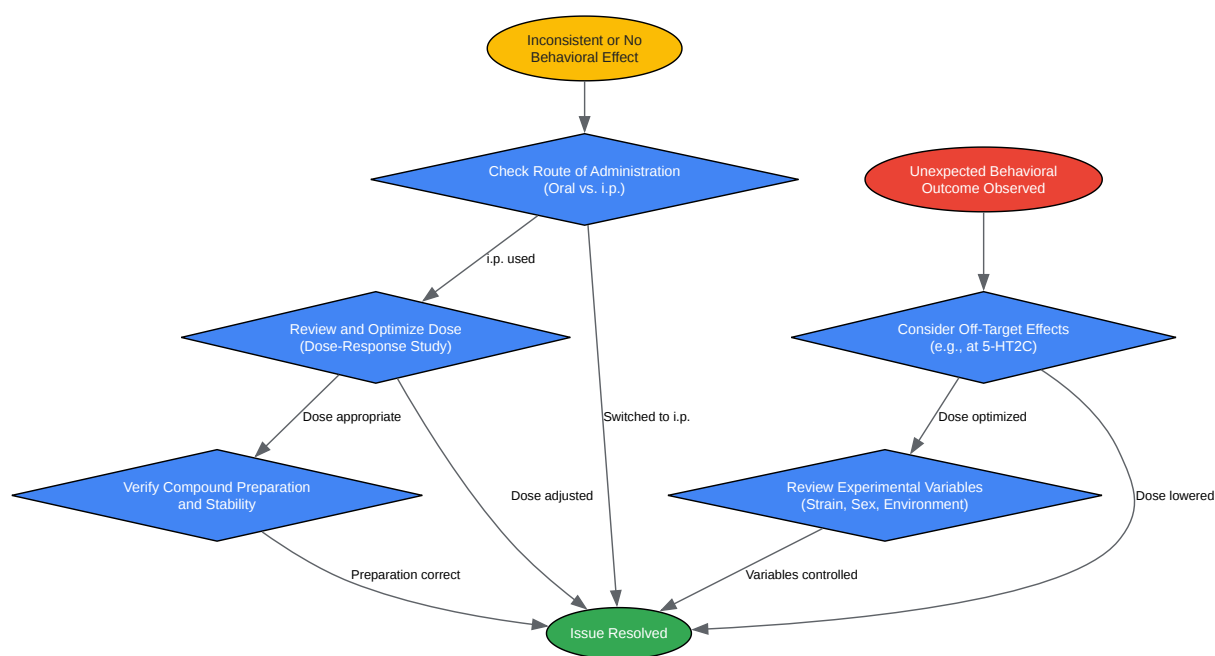 Inconsistent or No
Behavioral Effect
Check Route of Administration
(Oral vs. i.p.)
Unexpected Behavioral
Outcome Observed
i.p. used
Review and Optimize Dose
(Dose-Response Study)
Consider Off-Target Effects
(e.g., at 5-HT2C)
Dose appropriate
Switched to i.p.
Dose optimized
Verify Compound Preparation
and Stability
Dose adjusted
Review Experimental Variables
(Strain, Sex, Environment)
Dose lowered
Preparation correct
Variables controlled
Issue Resolved